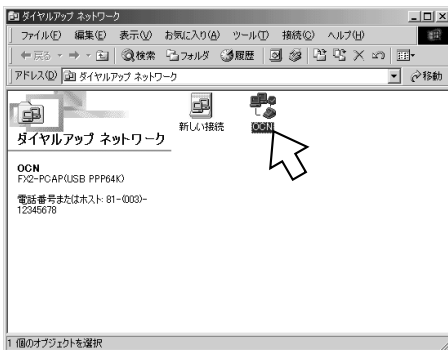 ダイヤルアップ ネットワーク
ファイル(F) 編集(E) 表示(V) お気に入り(A) ツール(T) 接続(C) ヘルプ(H)
戻る 検索 フォルダ 履歴
アドレス(D) ダイヤルアップ ネットワーク 移動
新しい接続 OCN
ダイヤルアップ ネットワーク
OCN
FX2-PCAP(USB PPP64K)
電話番号またはホスト: 81-(003)-
12345678
1 個のオブジェクトを選択